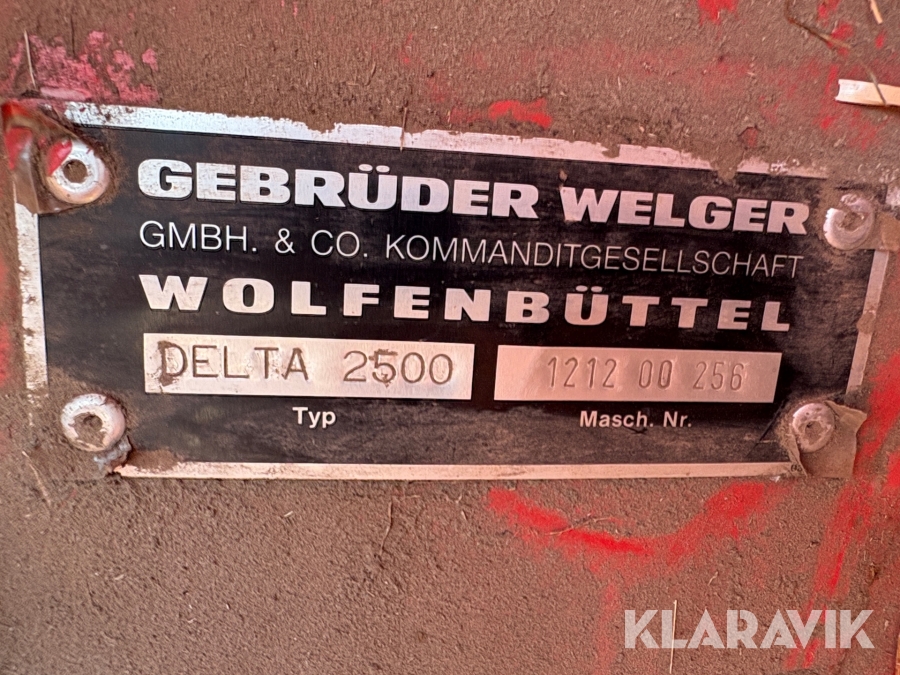 GEBRÜDER WELGER
GMBH. & CO. KOMMANDITGESELLSCHAFT
WOLFENBÜTTEL
DELTA 2500 1212 00 256
Typ Masch. Nr.
KLARAVIK